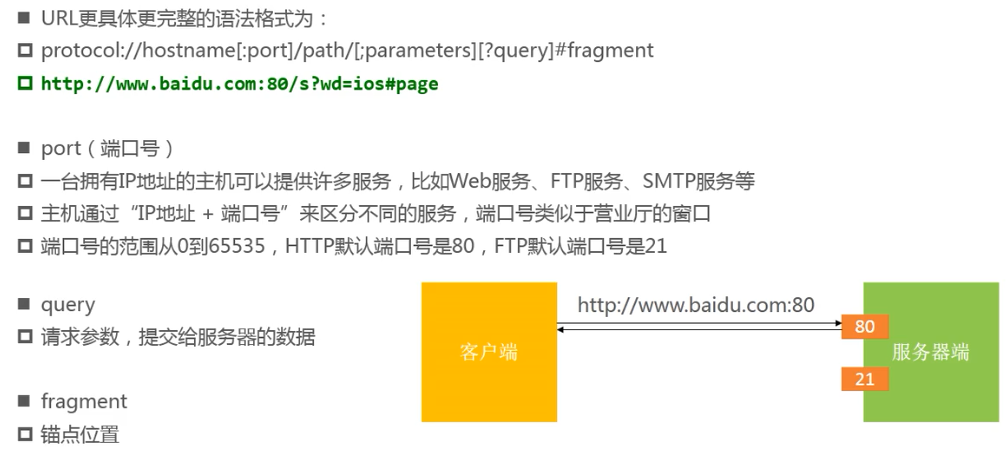 URL更具体更完整的语法格式为：
protocol://hostname[:port]/path/[;parameters][?query]#fragment
http://www.baidu.com:80/s?wd=ios#page
port（端口号）
一台拥有IP地址的主机可以提供许多服务，比如Web服务、FTP服务、SMTP服务等
主机通过“IP地址 + 端口号”来区分不同的服务，端口号类似于营业厅的窗口
端口号的范围从0到65535，HTTP默认端口号是80，FTP默认端口号是21
query
请求参数，提交给服务器的数据
fragment
锚点位置
http://www.baidu.com:80
客户端
80
服务器端
21